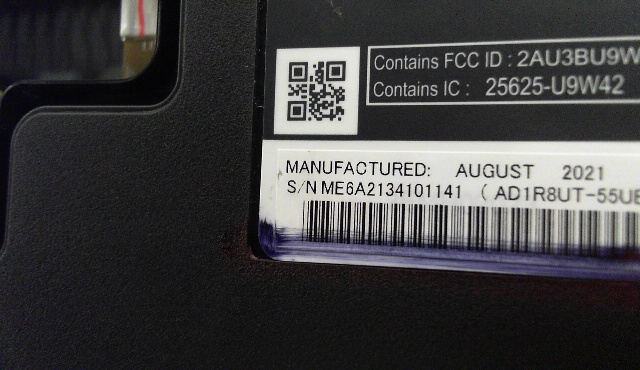 Contains FCC ID : 2AU3BU9W
Contains IC : 25625-U9W42
MANUFACTURED: AUGUST 2021
S/N ME6A2134101141 ( AD1R8UT-55UE